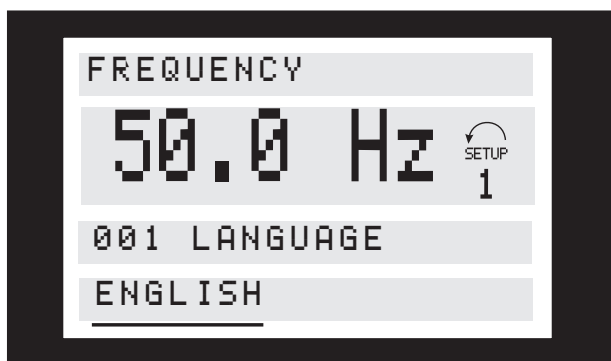 FREQUENCY
50.0 Hz
SETUP
1
001 LANGUAGE
ENGLISH